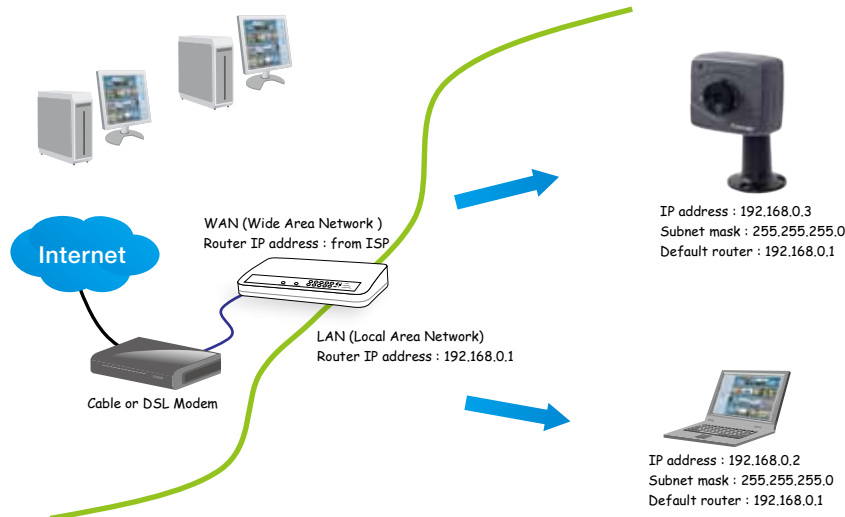 WAN (Wide Area Network )
Router IP address : from ISP
Internet
LAN (Local Area Network)
Router IP address : 192.168.0.1
Cable or DSL Modem
IP address : 192.168.0.3
Subnet mask : 255.255.255.0
Default router : 192.168.0.1
IP address : 192.168.0.2
Subnet mask : 255.255.255.0
Default router : 192.168.0.1